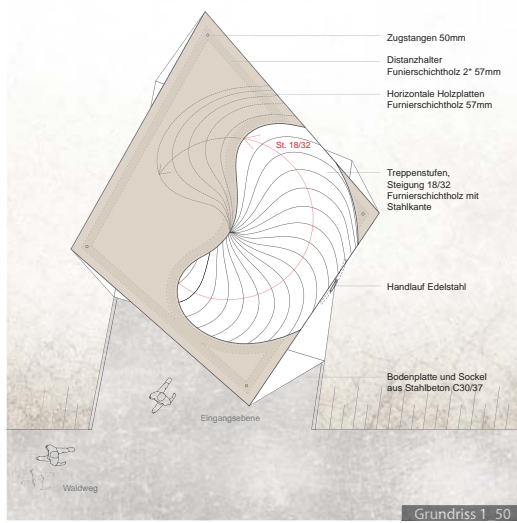 Zugstangen 50mm
Distanzhalter
Funierschichtholz 2* 57mm
Horizontale Holzplatten
Furnierschichtholz 57mm
St. 18/32
Treppenstufen,
Steigung 18/32
Furnierschichtholz mit
Stahlkante
Handlauf Edelstahl
Bodenplatte und Sockel
aus Stahlbeton C30/37
Eingangsebene
Waldweg
Grundriss 1 50